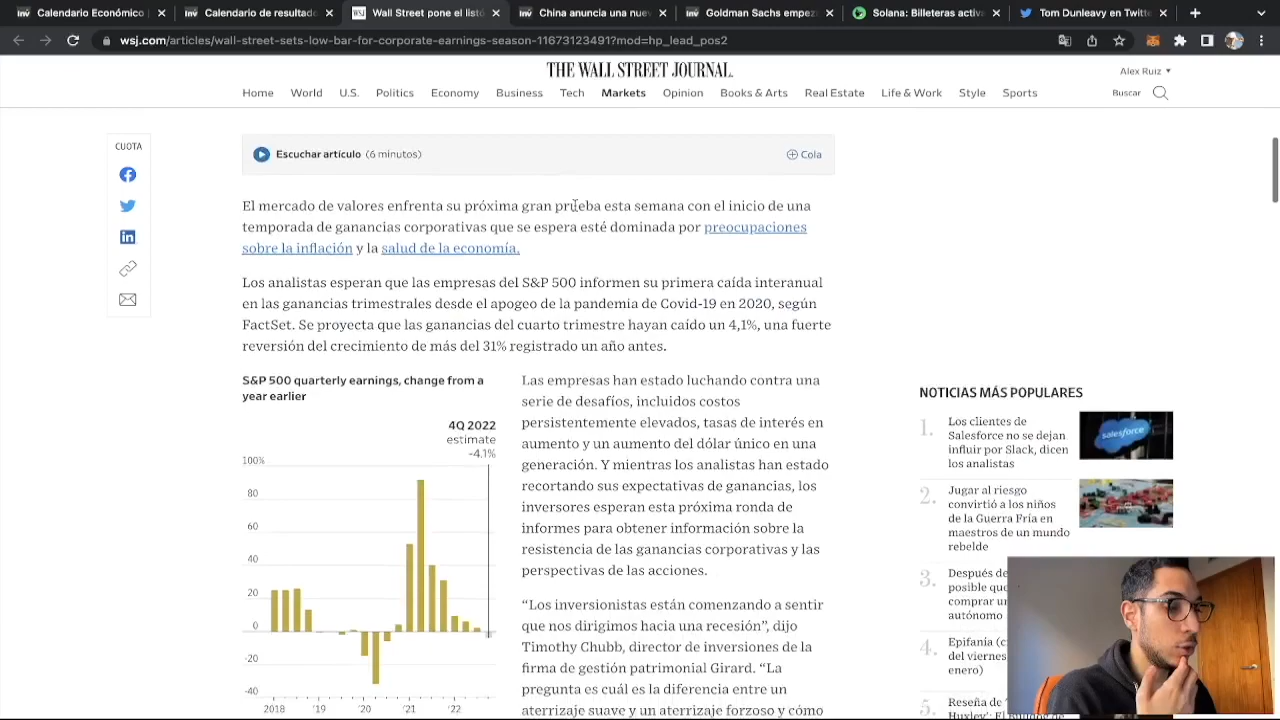 Calendario Económico
Calendario de resultado
Wall Street pone el listó
China anuncia una nue
Goldman Sachs empez
Solana: Billeteras activa
Tom Dunleavy en Twitte
wsj.com/articles/wall-street-sets-low-bar-for-corporate-earnings-season-11673123491?mod=hp_lead_pos2
THE WALL STREET JOURNAL.
Alex Ruiz
Home World U.S. Politics Economy Business Tech Markets Opinion Books & Arts Real Estate Life & Work Style Sports
Buscar
CUOTA
Escuchar artículo (6 minutos)
Cola
El mercado de valores enfrenta su próxima gran prueba esta semana con el inicio de una
temporada de ganancias corporativas que se espera esté dominada por preocupaciones
sobre la inflación y la salud de la economía.
Los analistas esperan que las empresas del S&P 500 informen su primera caída interanual
en las ganancias trimestrales desde el apogeo de la pandemia de Covid-19 en 2020, según
FactSet. Se proyecta que las ganancias del cuarto trimestre hayan caído un 4,1%, una fuerte
reversión del crecimiento de más del 31% registrado un año antes.
S&P 500 quarterly earnings, change from a
year earlier
4Q 2022
estimate
-4.1%
100%
80
60
40
20
0
-20
-40
2018 '19 '20 '21 '22
Las empresas han estado luchando contra una
serie de desafíos, incluidos costos
persistentemente elevados, tasas de interés en
aumento y un aumento del dólar único en una
generación. Y mientras los analistas han estado
recortando sus expectativas de ganancias, los
inversores esperan esta próxima ronda de
informes para obtener información sobre la
resistencia de las ganancias corporativas y las
perspectivas de las acciones.
“Los inversionistas están comenzando a sentir
que nos dirigimos hacia una recesión”, dijo
Timothy Chubb, director de inversiones de la
firma de gestión patrimonial Girard. “La
pregunta es cuál es la diferencia entre un
aterrizaje suave y un aterrizaje forzoso y cómo
NOTICIAS MÁS POPULARES
1.
Los clientes de
Salesforce no se dejan
influir por Slack, dicen
los analistas
salesforce
2.
Jugar al riesgo
convirtió a los niños
de la Guerra Fría en
maestros de un mundo
rebelde
3.
Después de
posible que
comprar un
autónomo
4.
Epifanía (c
del viernes
enero)
5.
Reseña de '
Huxley': El